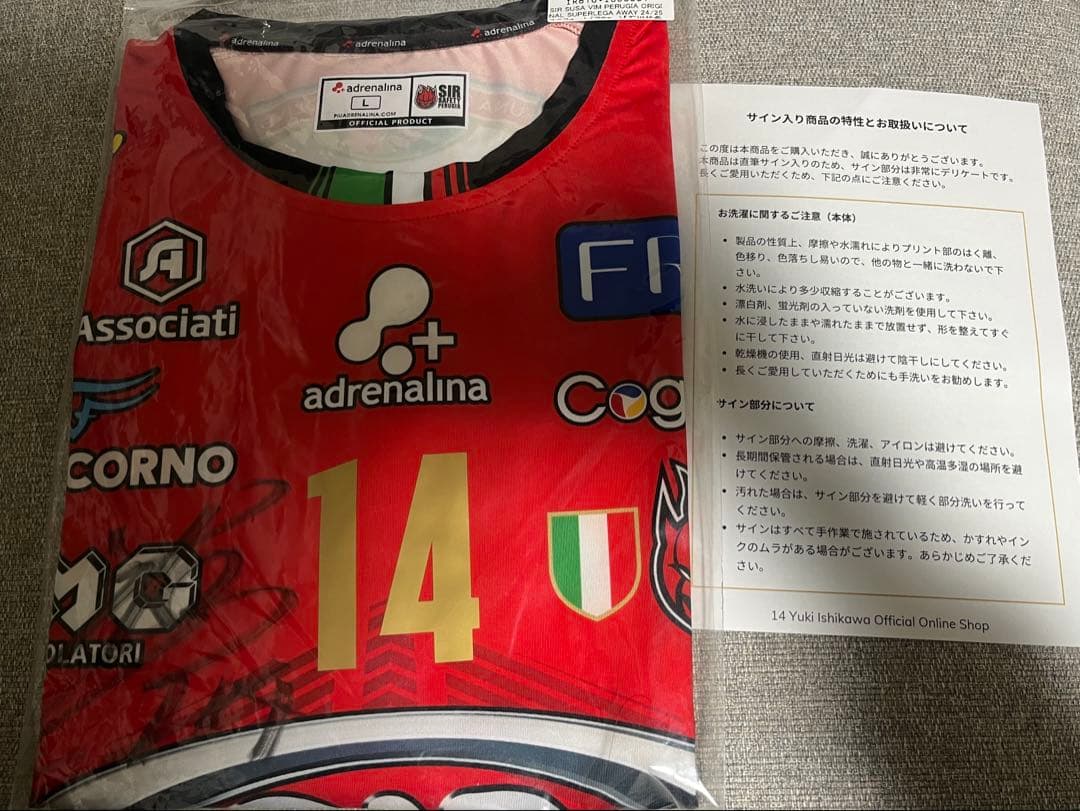 SIR SUSA VIM PERUGIA ORIGI
NAL SUPERLEGA AWAY 24/25
adrenalina
adrenalina
adrenalina
adrenalina
L
PIUADRENALINA.COM
OFFICIAL PRODUCT
SIR
SAFETY
PERUGIA
Associati
adrenalina
Cog
CORNO
14
MG
OLATORI
サイン入り商品の特性とお取扱いについて
この度は本商品をご購入いただき、誠にありがとうございます。
本商品は直筆サイン入りのため、サイン部分は非常にデリケートです。
長くご愛用いただくため、下記の点にご注意ください。
お洗濯に関するご注意（本体）
• 製品の性質上、摩擦や水濡れによりプリント部のはく離、
色移り、色落ちし易いので、他の物と一緒に洗わないで下
さい。
• 水洗いにより多少収縮することがございます。
• 漂白剤、蛍光剤の入っていない洗剤を使用して下さい。
• 水に浸したままや濡れたままで放置せず、形を整えてすぐ
に干して下さい。
• 乾燥機の使用、直射日光は避けて陰干しにしてください。
• 長くご愛用していただくためにも手洗いをお勧めします。
サイン部分について
• サイン部分への摩擦、洗濯、アイロンは避けてください。
• 長期間保管される場合は、直射日光や高温多湿の場所を避
けてください。
• 汚れた場合は、サイン部分を避けて軽く部分洗いを行って
ください。
• サインはすべて手作業で施されているため、かすれやイン
クのムラがある場合がございます。あらかじめご了承くだ
さい。
14 Yuki Ishikawa Official Online Shop